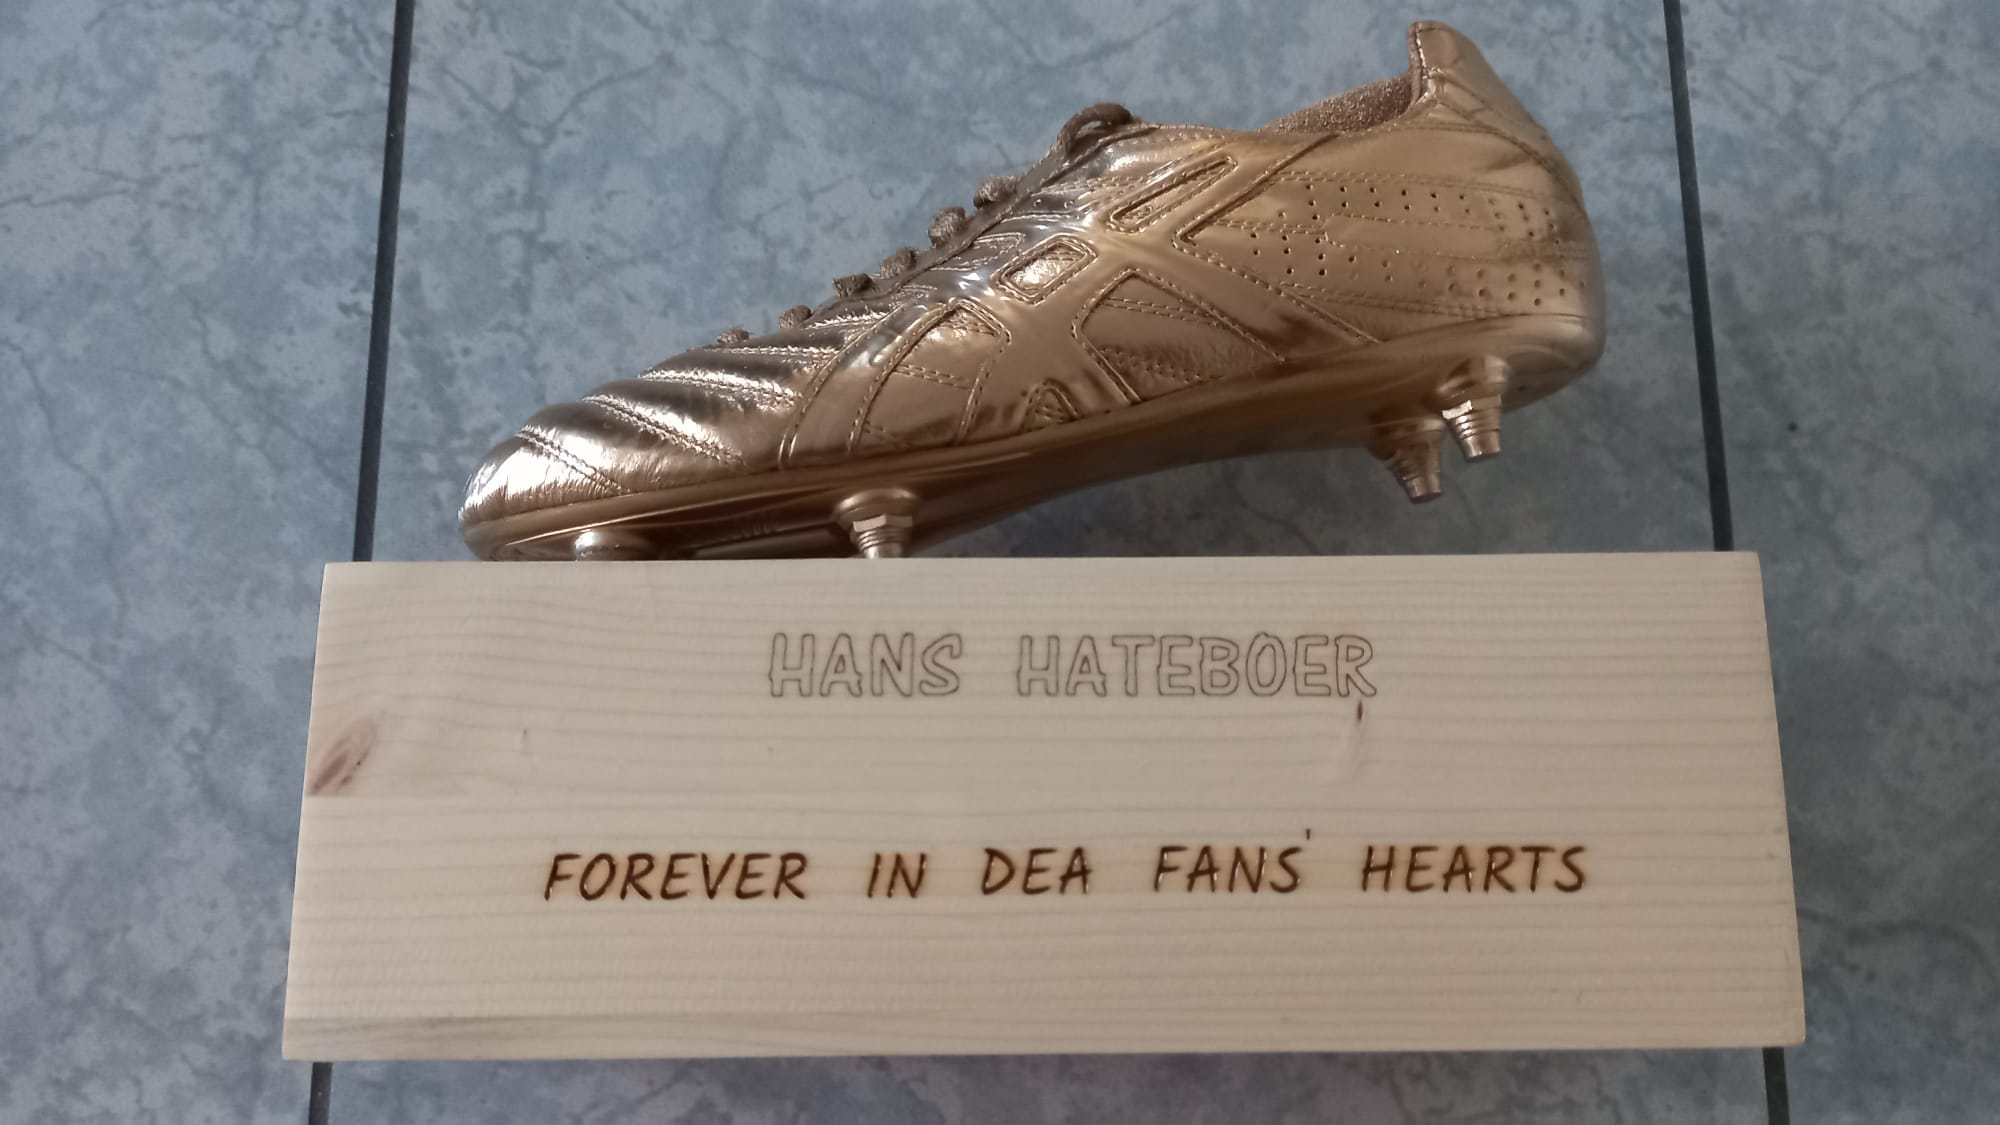 HANS HATEBOER
FOREVER IN DEA FANS' HEARTS